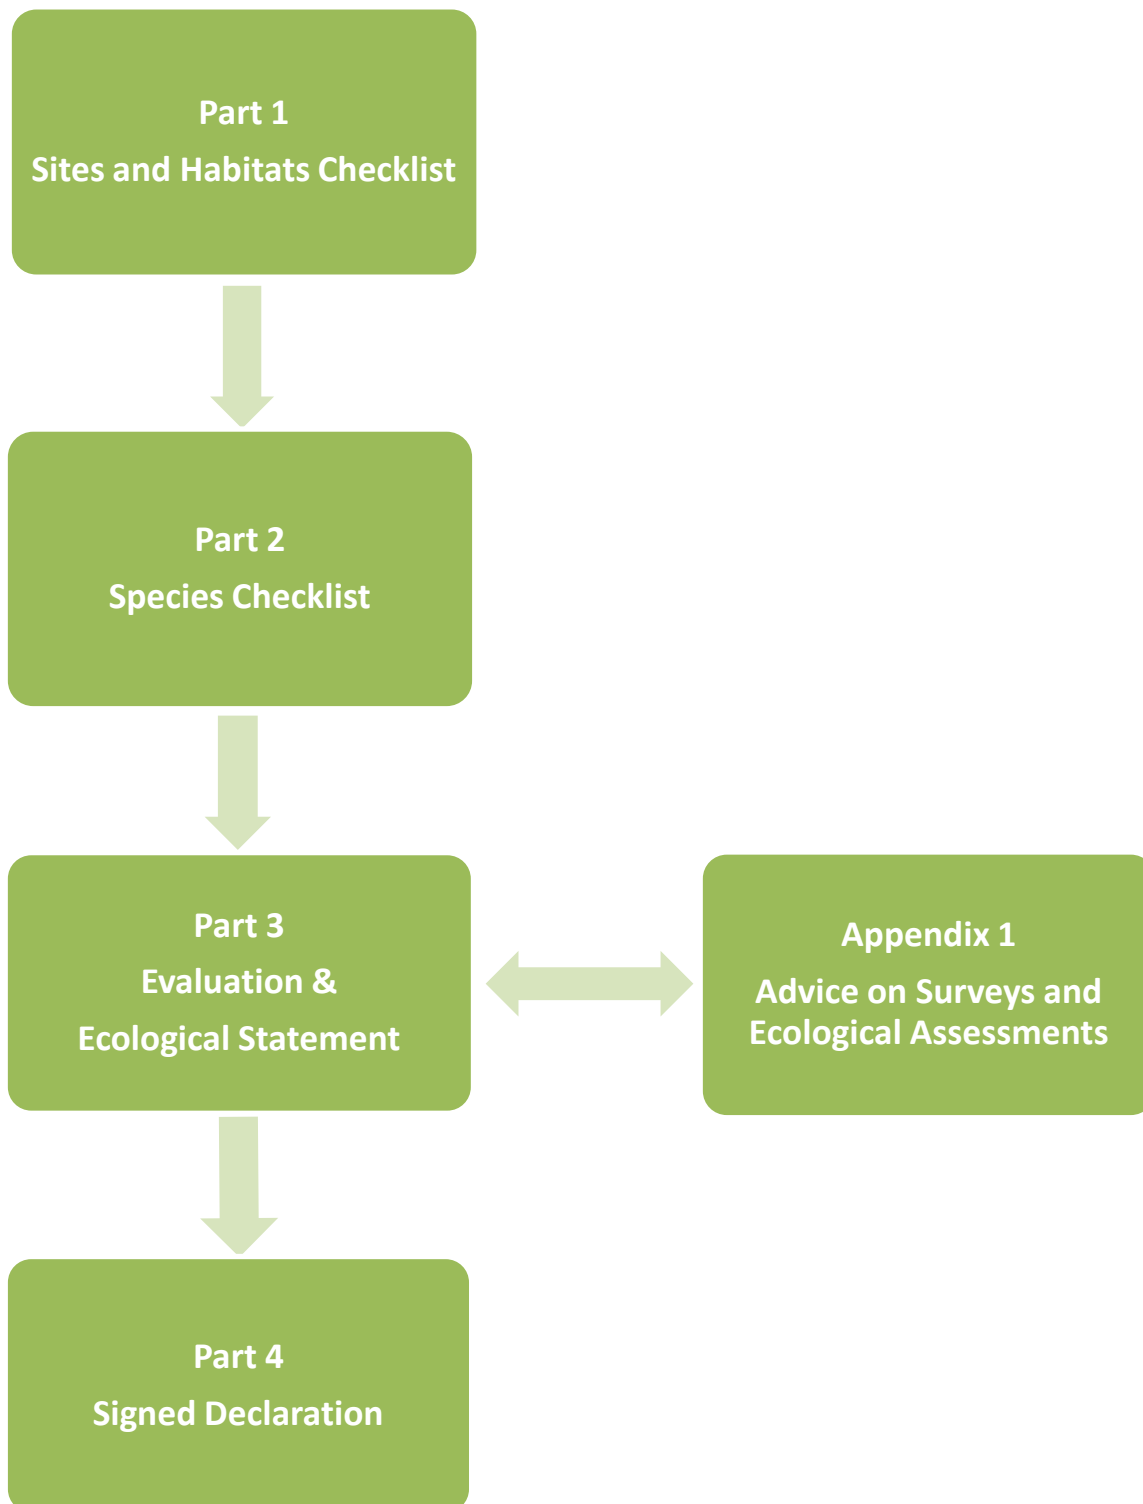 Part 1
Sites and Habitats Checklist
Part 2
Species Checklist
Part 3
Evaluation &
Ecological Statement
Appendix 1
Advice on Surveys and
Ecological Assessments
Part 4
Signed Declaration